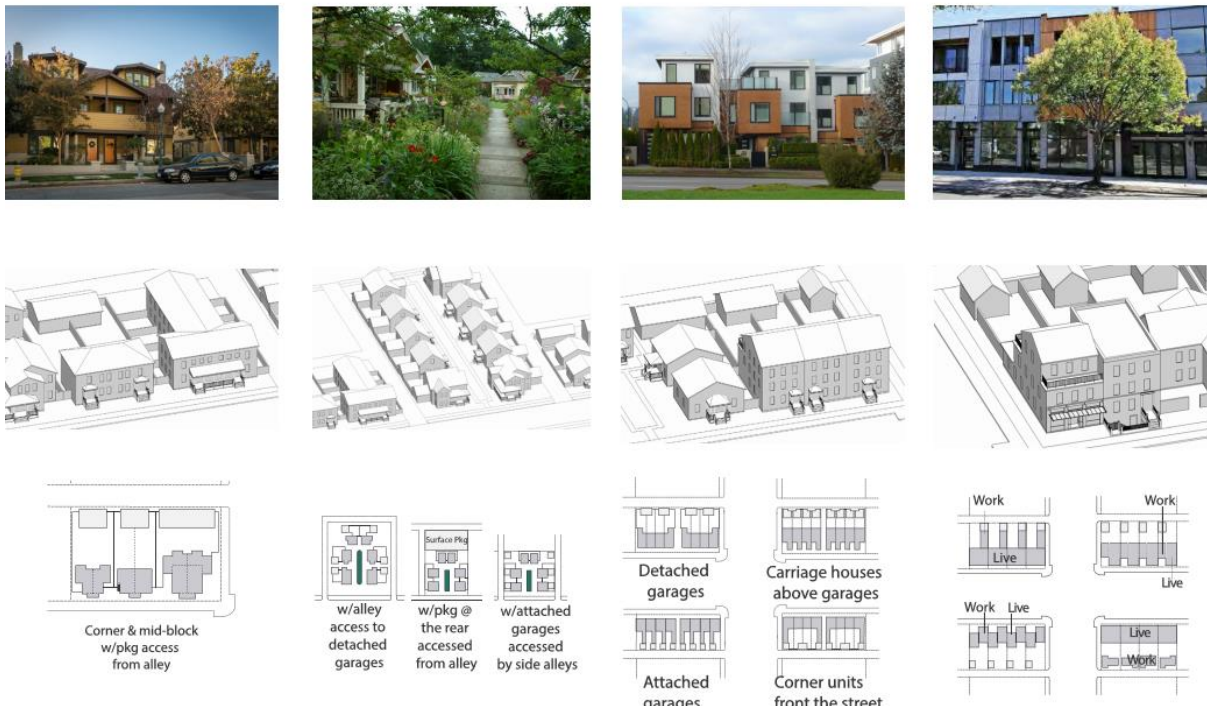 Corner & mid-block
w/pkg access
from alley
w/alley
access to
detached
garages
Surface Pkg
w/pkg @
the rear
accessed
from alley
w/attached
garages
accessed
by side alleys
Detached
garages
Carriage houses
above garages
Attached
garages
Corner units
front the street
Work
Live
Work
Live
Work Live
Live
Work